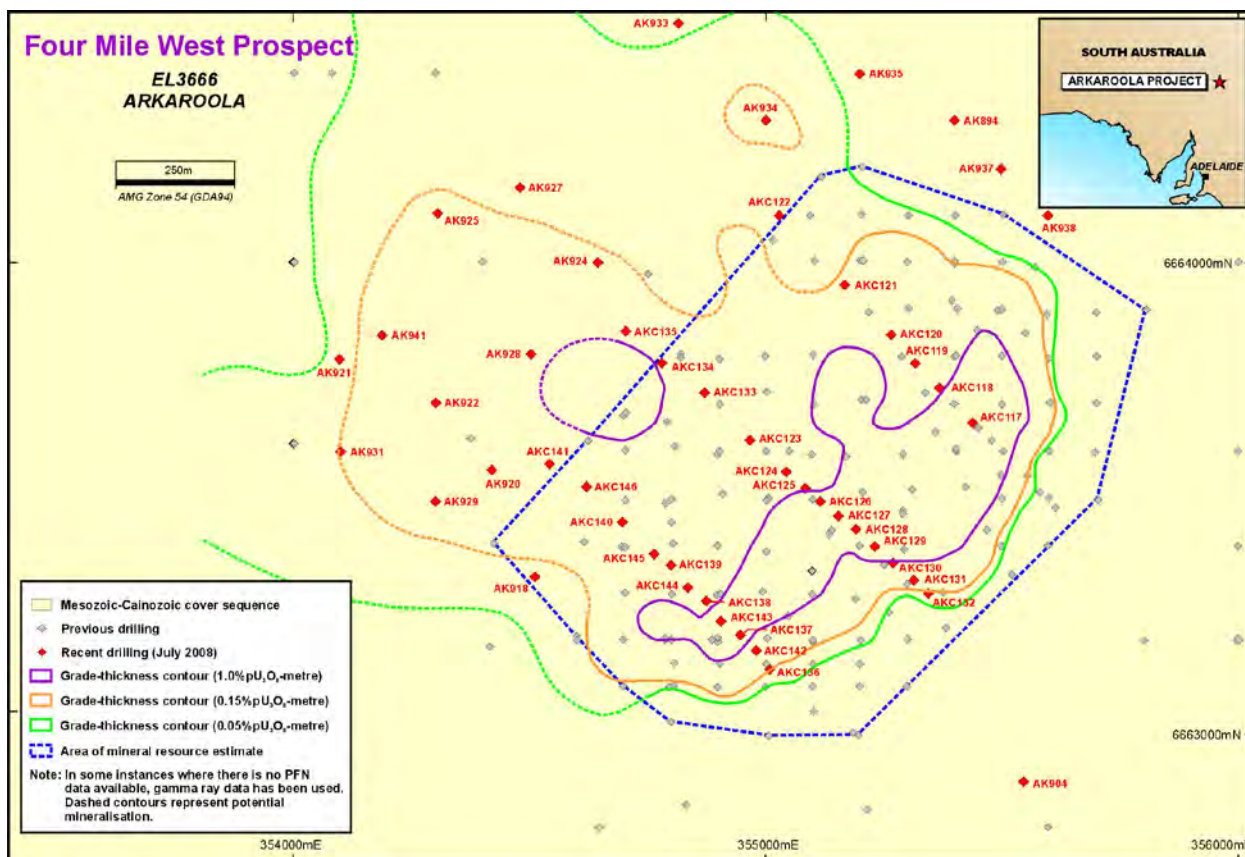 Four Mile West Prospect
EL3666
ARKAROOLA
250m
AMG Zone 54 (GDA94)
SOUTH AUSTRALIA
ARKAROOLA PROJECT
ADELAIDE
AK933
AK935
AK934
AK894
AK937
AK927
AK925
AKC122
AK938
AK924
6664000mN
AKC121
AKC135
AKC120
AK941
AK928
AKC119
AK921
AKC134
AKC118
AKC133
AK922
AKC117
AKC123
AK931
AKC141
AKC124
AK920
AKC125
AKC146
AK929
AKC126
AKC127
AKC140
AKC128
AKC129
AKC145
AKC139
AKC130
AK918
AKC144
AKC131
AKC132
AKC138
AKC143
AKC137
AKC142
AKC136
6663000mN
AK904
Mesozoic-Cainozoic cover sequence
Previous drilling
Recent drilling (July 2008)
Grade-thickness contour (1.0%pU₃O₈-metre)
Grade-thickness contour (0.15%pU₃O₈-metre)
Grade-thickness contour (0.05%pU₃O₈-metre)
Area of mineral resource estimate
Note: In some instances where there is no PFN
data available, gamma ray data has been used.
Dashed contours represent potential
mineralisation.
354000mE
355000mE
356000mE